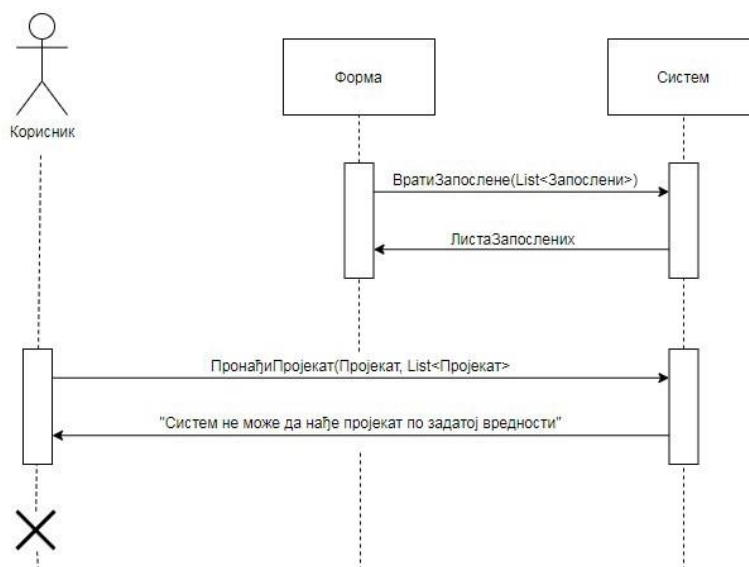 Форма
Систем
Корисник
ВратиЗапослене(List<Запослени>)
ЛистаЗапослених
ПронађиПројекат(Пројекат, List<Пројекат>
"Систем не може да нађе пројекат по задатој вредности"